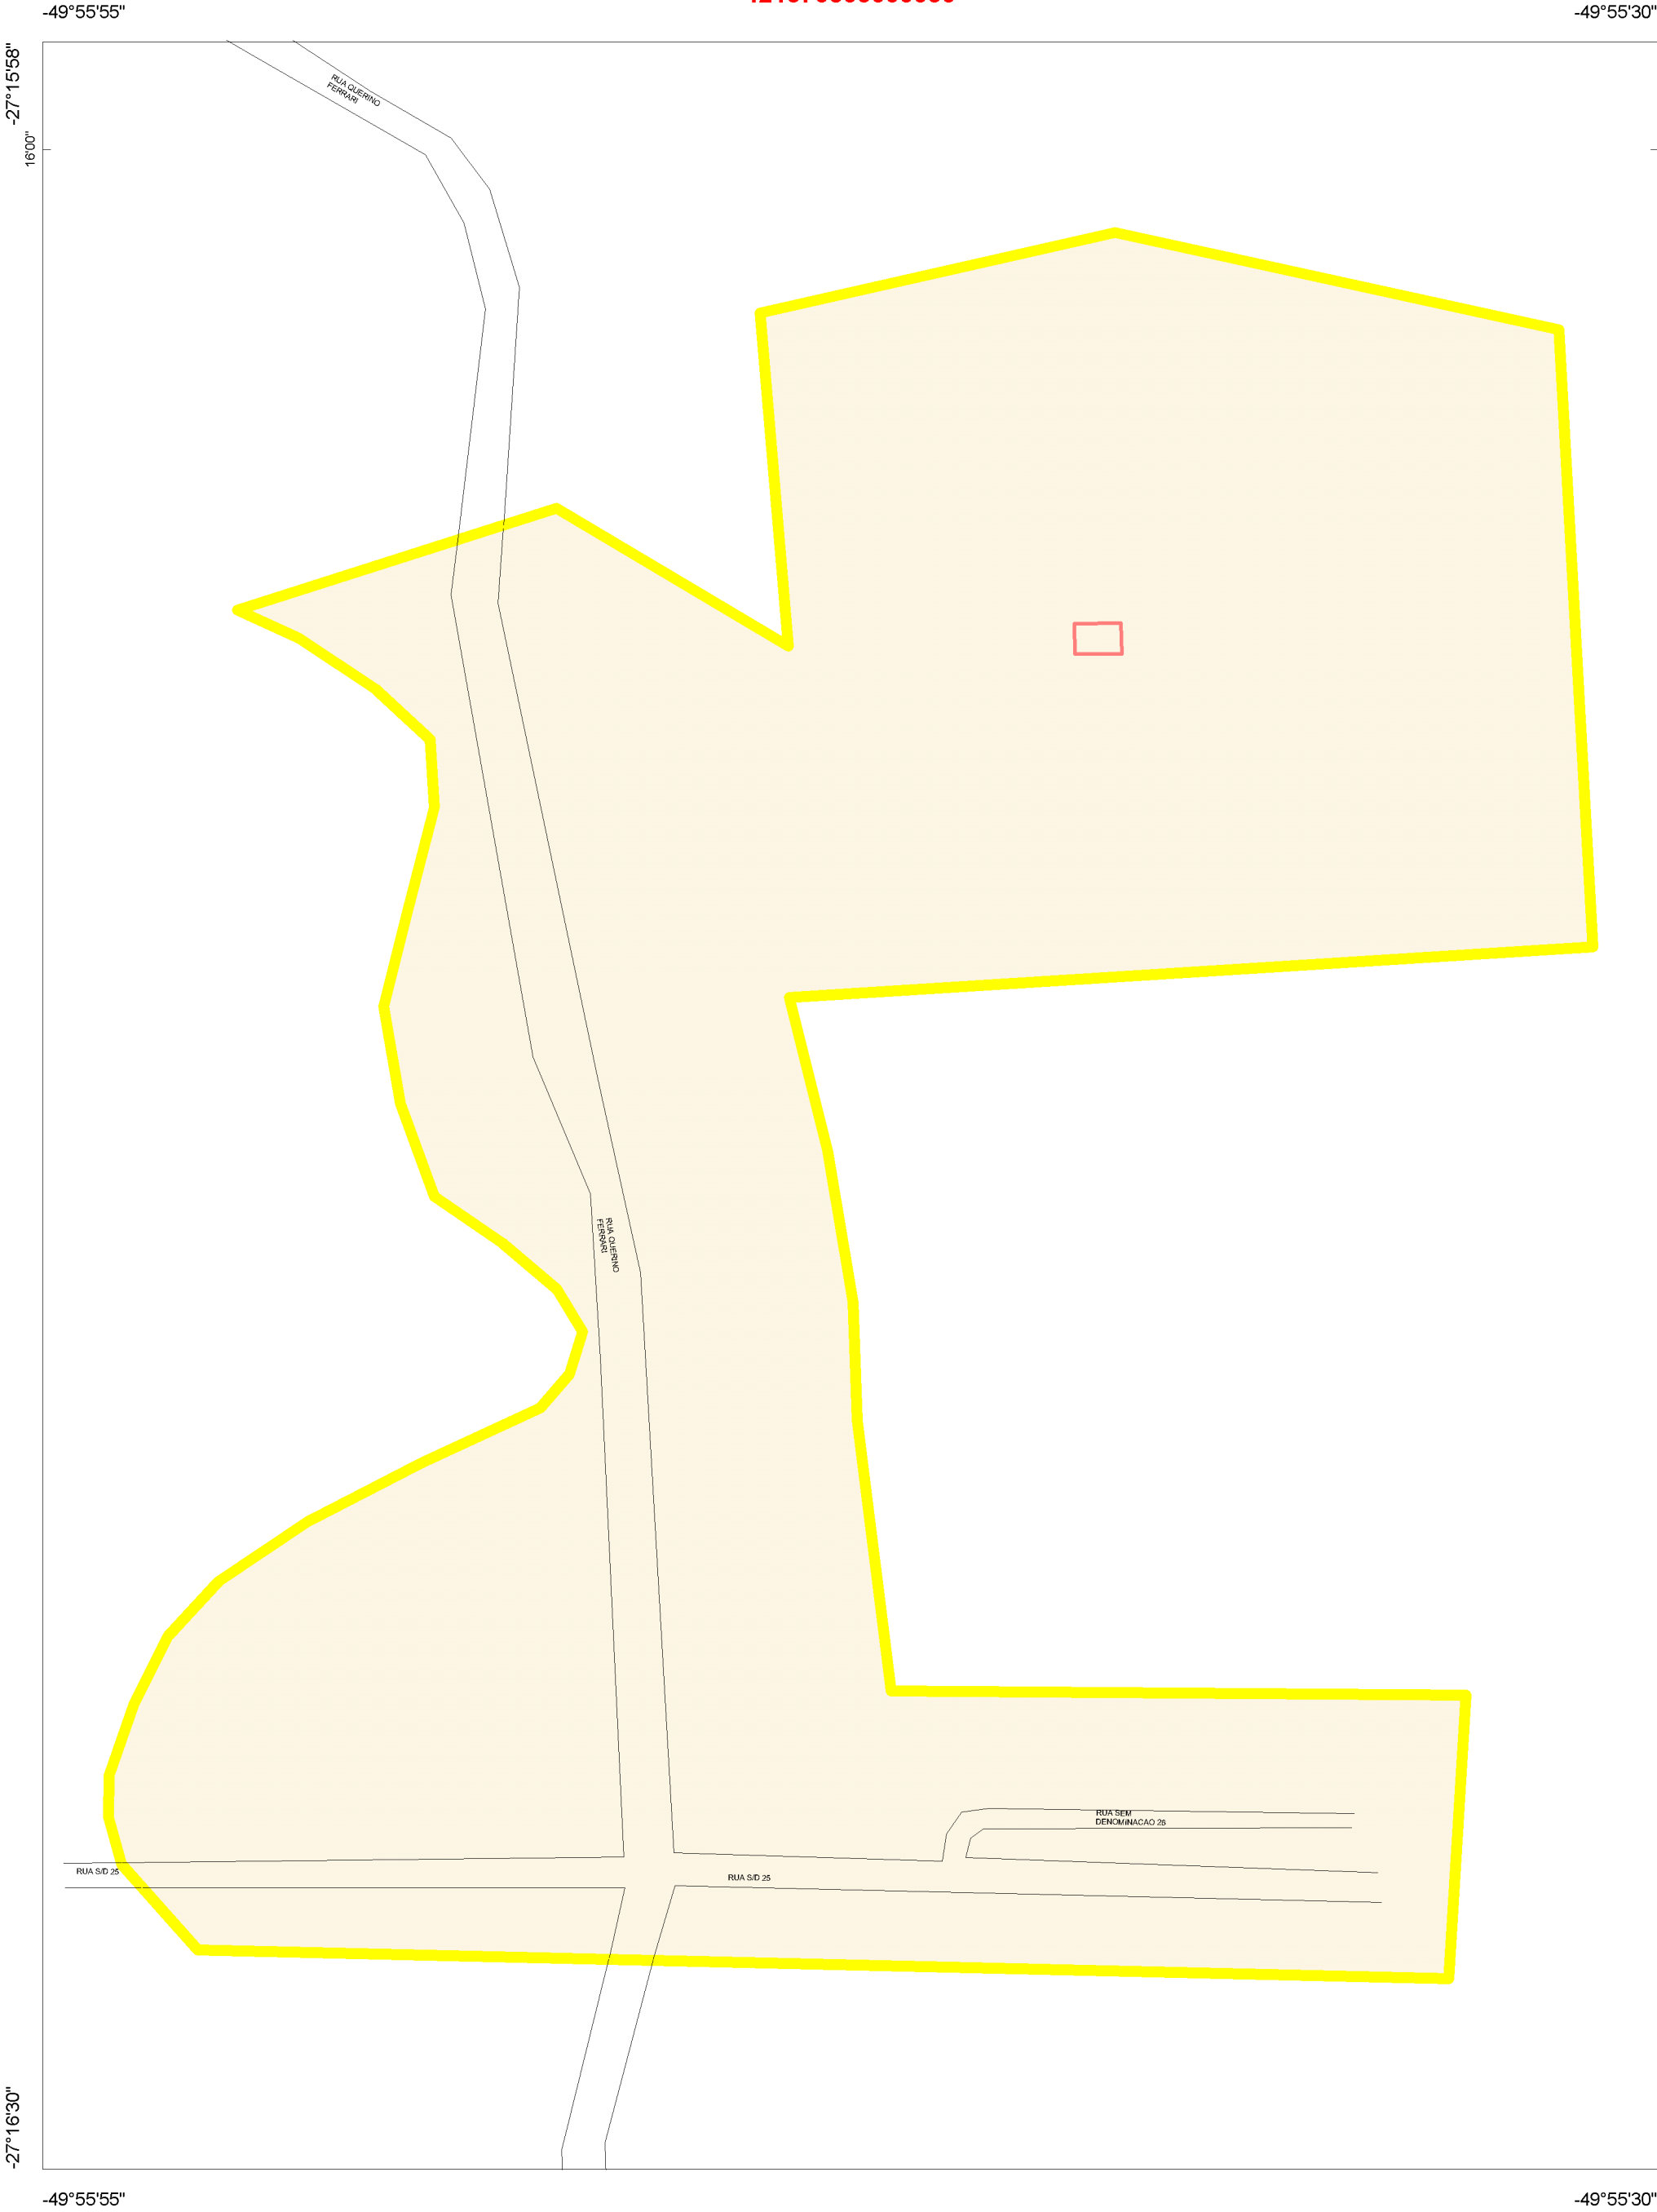 -49°55'55"
-49°55'30"
-27°15'58"
16'00"
RUA QUERINO
FERRARI
RUA QUERINO
FERRARI
RUA SEM
DENOMINACAO 26
RUA S/D 25
RUA S/D 25
-27°16'30"
-49°55'55"
-49°55'30"